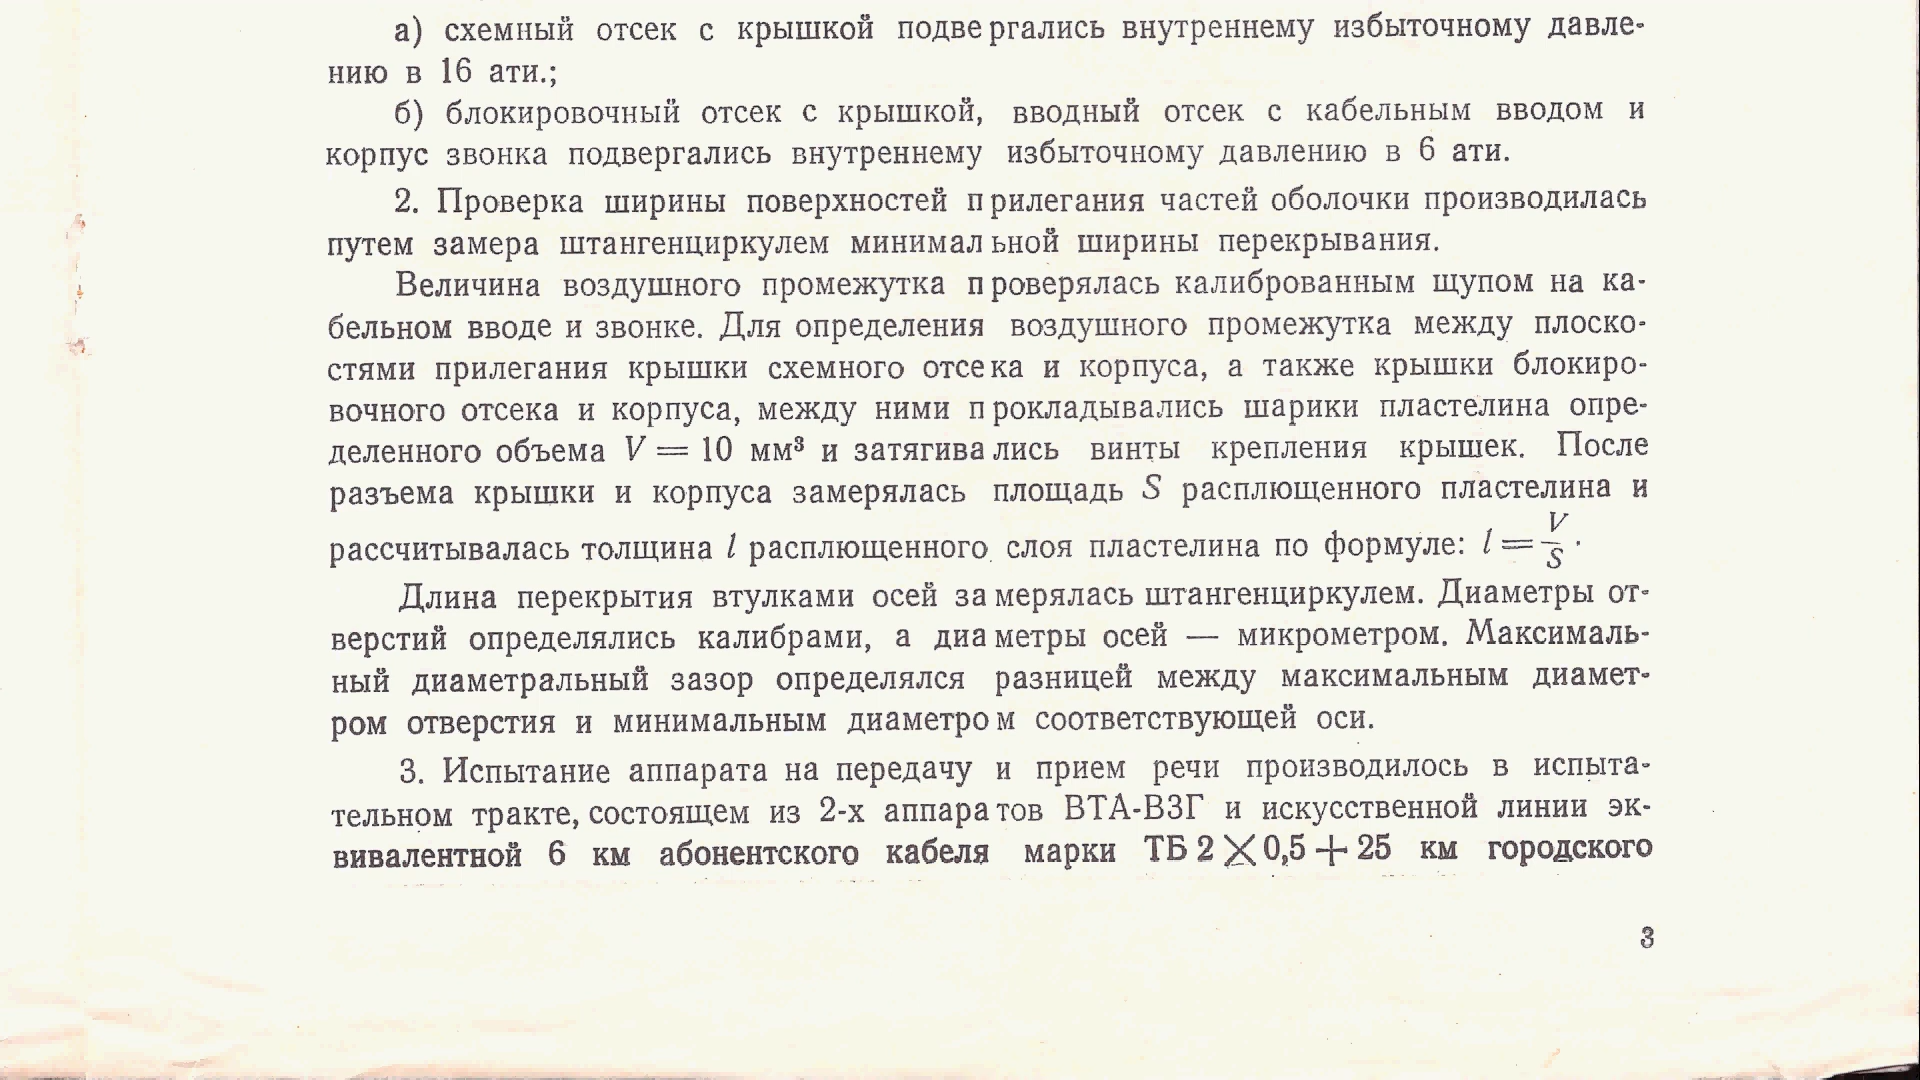 а) схемный отсек с крышкой подвергались внутреннему избыточному давле-
нию в 16 ати.;
б) блокировочный отсек с крышкой, вводный отсек с кабельным вводом и
корпус звонка подвергались внутреннему избыточному давлению в 6 ати.
2. Проверка ширины поверхностей прилегания частей оболочки производилась
путем замера штангенциркулем минимальной ширины перекрывания.
Величина воздушного промежутка проверялась калиброванным щупом на ка-
бельном вводе и звонке. Для определения воздушного промежутка между плоско-
стями прилегания крышки схемного отсека и корпуса, а также крышки блокиро-
вочного отсека и корпуса, между ними прокладывались шарики пластелина опре-
деленного объема V = 10 мм³ и затягивались винты крепления крышек. После
разъема крышки и корпуса замерялась площадь S расплющенного пластелина и
рассчитывалась толщина l расплющенного слоя пластелина по формуле: l = V/S.
Длина перекрытия втулками осей замерялась штангенциркулем. Диаметры от-
верстий определялись калибрами, а диаметры осей — микрометром. Максималь-
ный диаметральный зазор определялся разницей между максимальным диамет-
ром отверстия и минимальным диаметром соответствующей оси.
3. Испытание аппарата на передачу и прием речи производилось в испыта-
тельном тракте, состоящем из 2-х аппаратов ВТА-ВЗГ и искусственной линии эк-
вивалентной 6 км абонентского кабеля марки ТБ 2×0,5+25 км городского
3